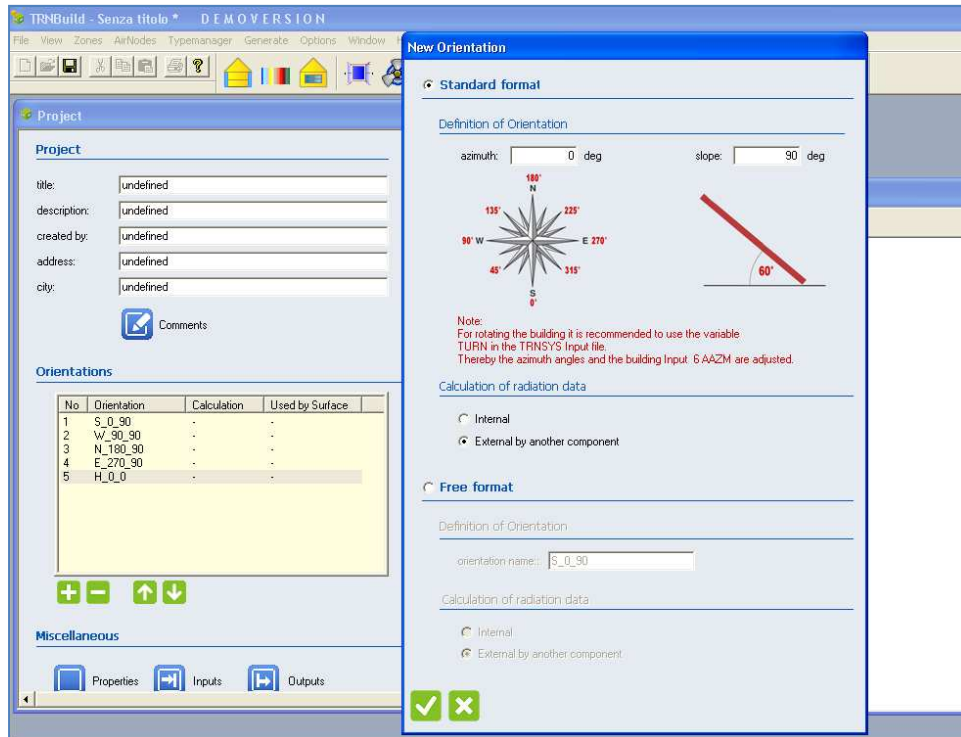 TRNBuild - Senza titolo * D E M O V E R S I O N
File View Zones AirNodes Typemanager Generate Options Window
New Orientation
Standard format
Definition of Orientation
azimuth: 0 deg slope: 90 deg
180°
N
135° 225°
90° W E 270°
45° 315°
S
0°
60°
Note:
For rotating the building it is recommended to use the variable
TURN in the TRNSYS Input file.
Thereby the azimuth angles and the building Input 6 AAZM are adjusted.
Calculation of radiation data
Internal
External by another component
Free format
Definition of Orientation
orientation name:: S_0_90
Calculation of radiation data
Internal
External by another component
Project
Project
title: undefined
description: undefined
created by: undefined
address: undefined
city: undefined
Comments
Orientations
No Orientation Calculation Used by Surface
1 S_0_90 - -
2 W_90_90 - -
3 N_180_90 - -
4 E_270_90 - -
5 H_0_0 - -
Miscellaneous
Properties Inputs Outputs